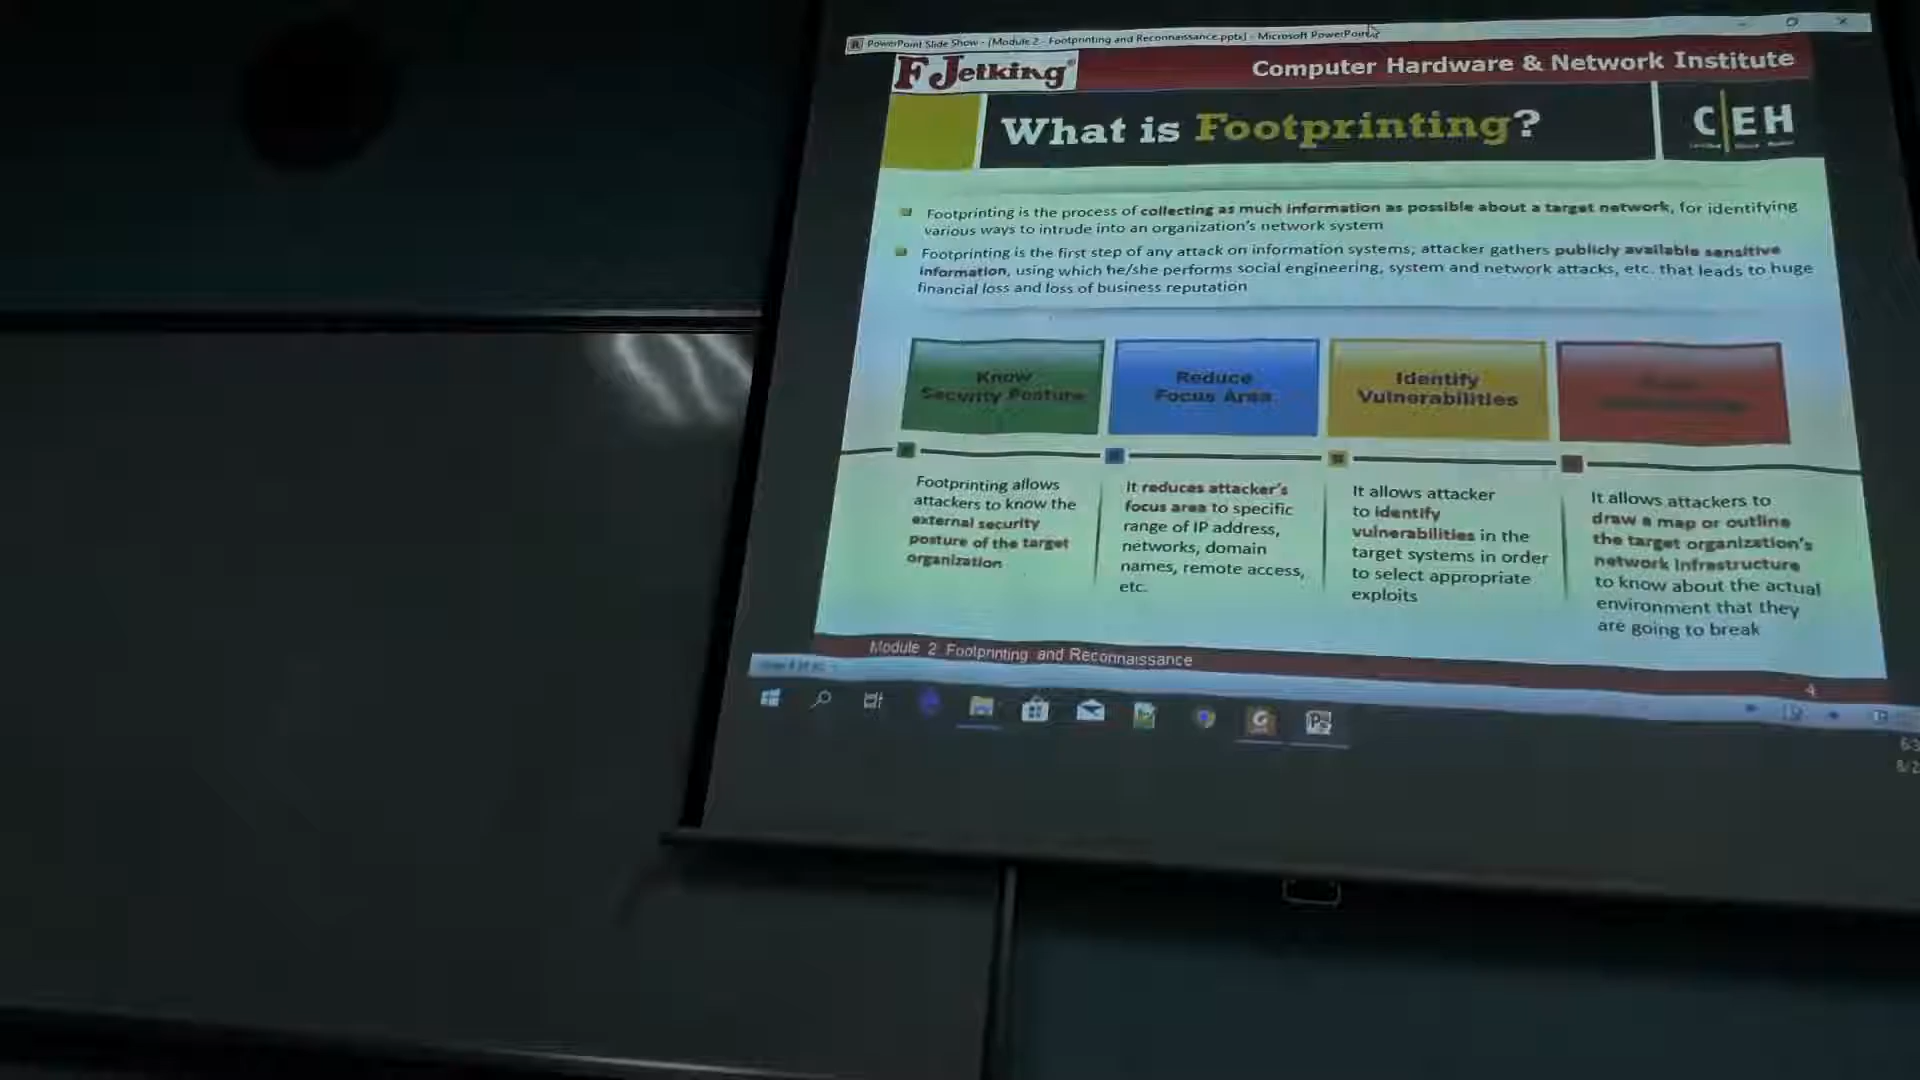 PowerPoint Slide Show - [Module 2 - Footprinting and Reconnaissance.pptx] - Microsoft PowerPoint
Jetking
Computer Hardware & Network Institute
What is Footprinting?
C|EH
Footprinting is the process of collecting as much information as possible about a target network, for identifying
various ways to intrude into an organization's network system
Footprinting is the first step of any attack on information systems; attacker gathers publicly available sensitive
information, using which he/she performs social engineering, system and network attacks, etc. that leads to huge
financial loss and loss of business reputation
Know
Security Posture
Reduce
Focus Area
Identify
Vulnerabilities
Footprinting allows
attackers to know the
external security
posture of the target
organization
It reduces attacker's
focus area to specific
range of IP address,
networks, domain
names, remote access,
etc.
It allows attacker
to identify
vulnerabilities in the
target systems in order
to select appropriate
exploits
It allows attackers to
draw a map or outline
the target organization's
network infrastructure
to know about the actual
environment that they
are going to break
Module 2 Footprinting and Reconnaissance
4